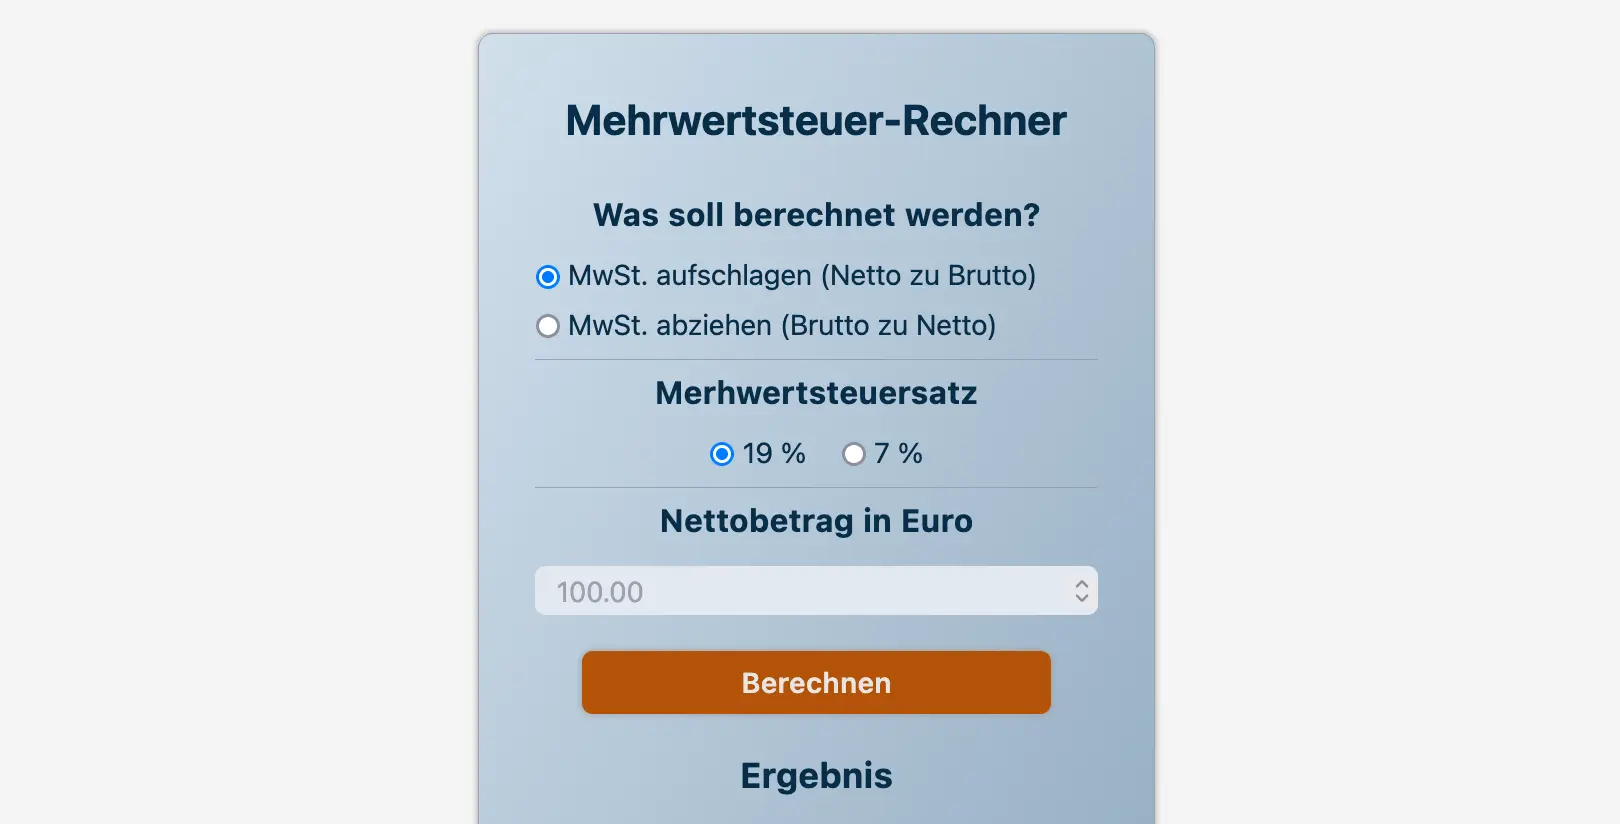 Mehrwertsteuer-Rechner
Was soll berechnet werden?
MwSt. aufschlagen (Netto zu Brutto)
MwSt. abziehen (Brutto zu Netto)
Merhwertsteuersatz
19 % 7 %
Nettobetrag in Euro
100.00
Berechnen
Ergebnis